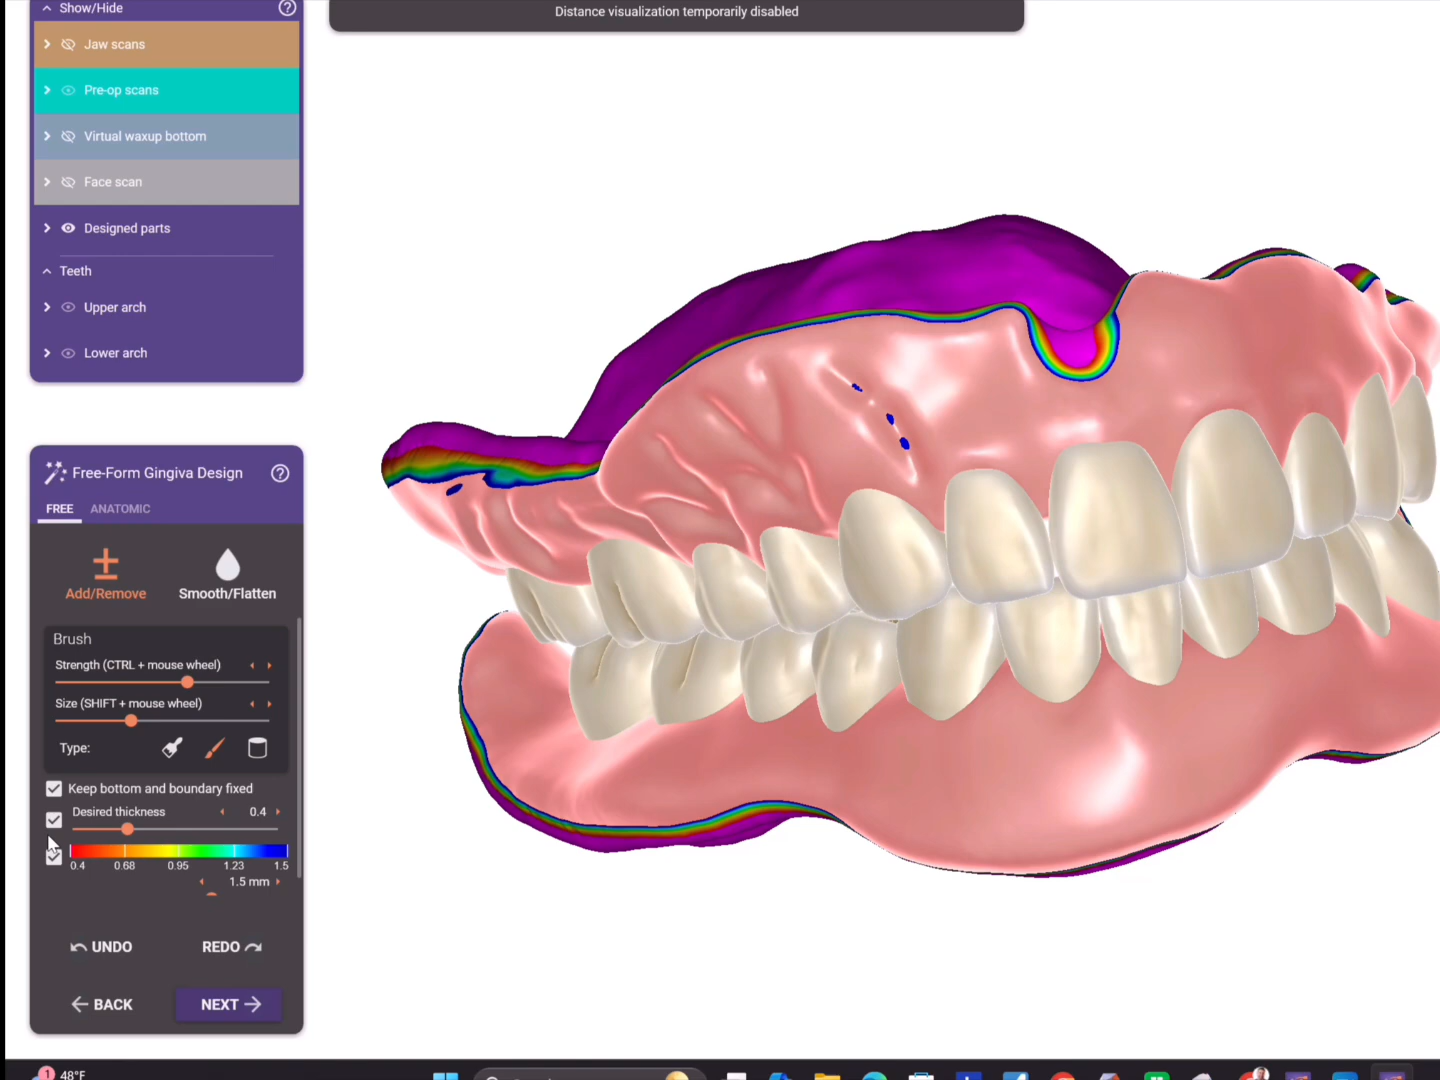 Show/Hide
Distance visualization temporarily disabled
Jaw scans
Pre-op scans
Virtual waxup bottom
Face scan
Designed parts
Teeth
Upper arch
Lower arch
Free-Form Gingiva Design
FREE ANATOMIC
Add/Remove Smooth/Flatten
Brush
Strength (CTRL + mouse wheel)
Size (SHIFT + mouse wheel)
Type:
Keep bottom and boundary fixed
Desired thickness 0.4
0.4 0.68 0.95 1.23 1.5
1.5 mm
UNDO REDO
BACK NEXT
1 48°F